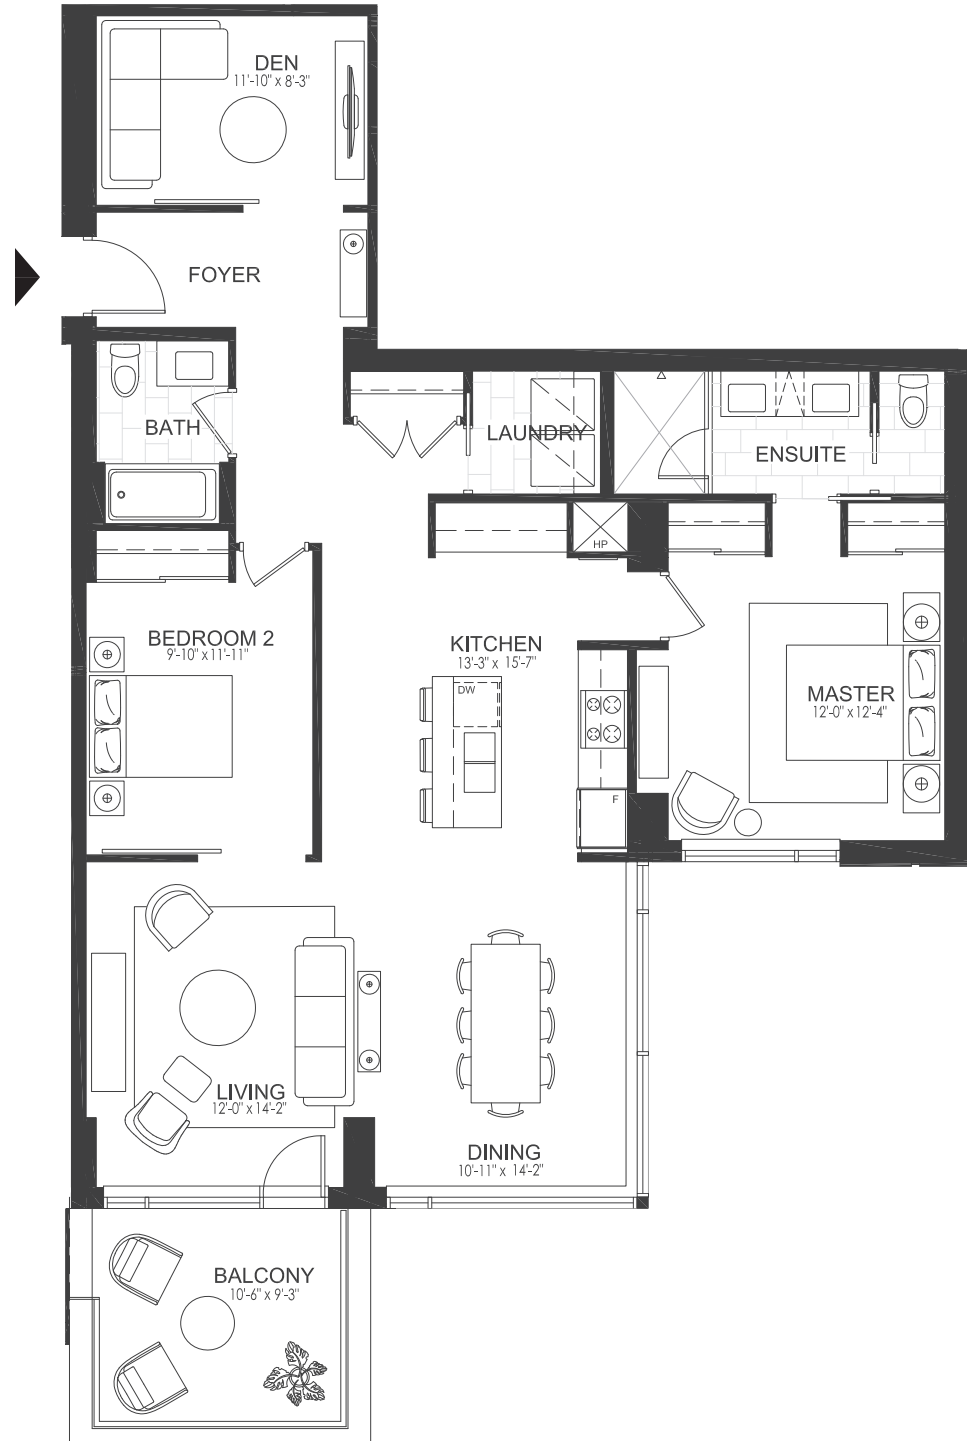 DEN
11'-10" x 8'-3"
FOYER
BATH
LAUNDRY
ENSUITE
HP
BEDROOM 2
9'-10" x 11'-11"
KITCHEN
13'-3" x 15'-7"
DW
MASTER
12'-0" x 12'-4"
F
LIVING
12'-0" x 14'-2"
DINING
10'-11" x 14'-2"
BALCONY
10'-6" x 9'-3"